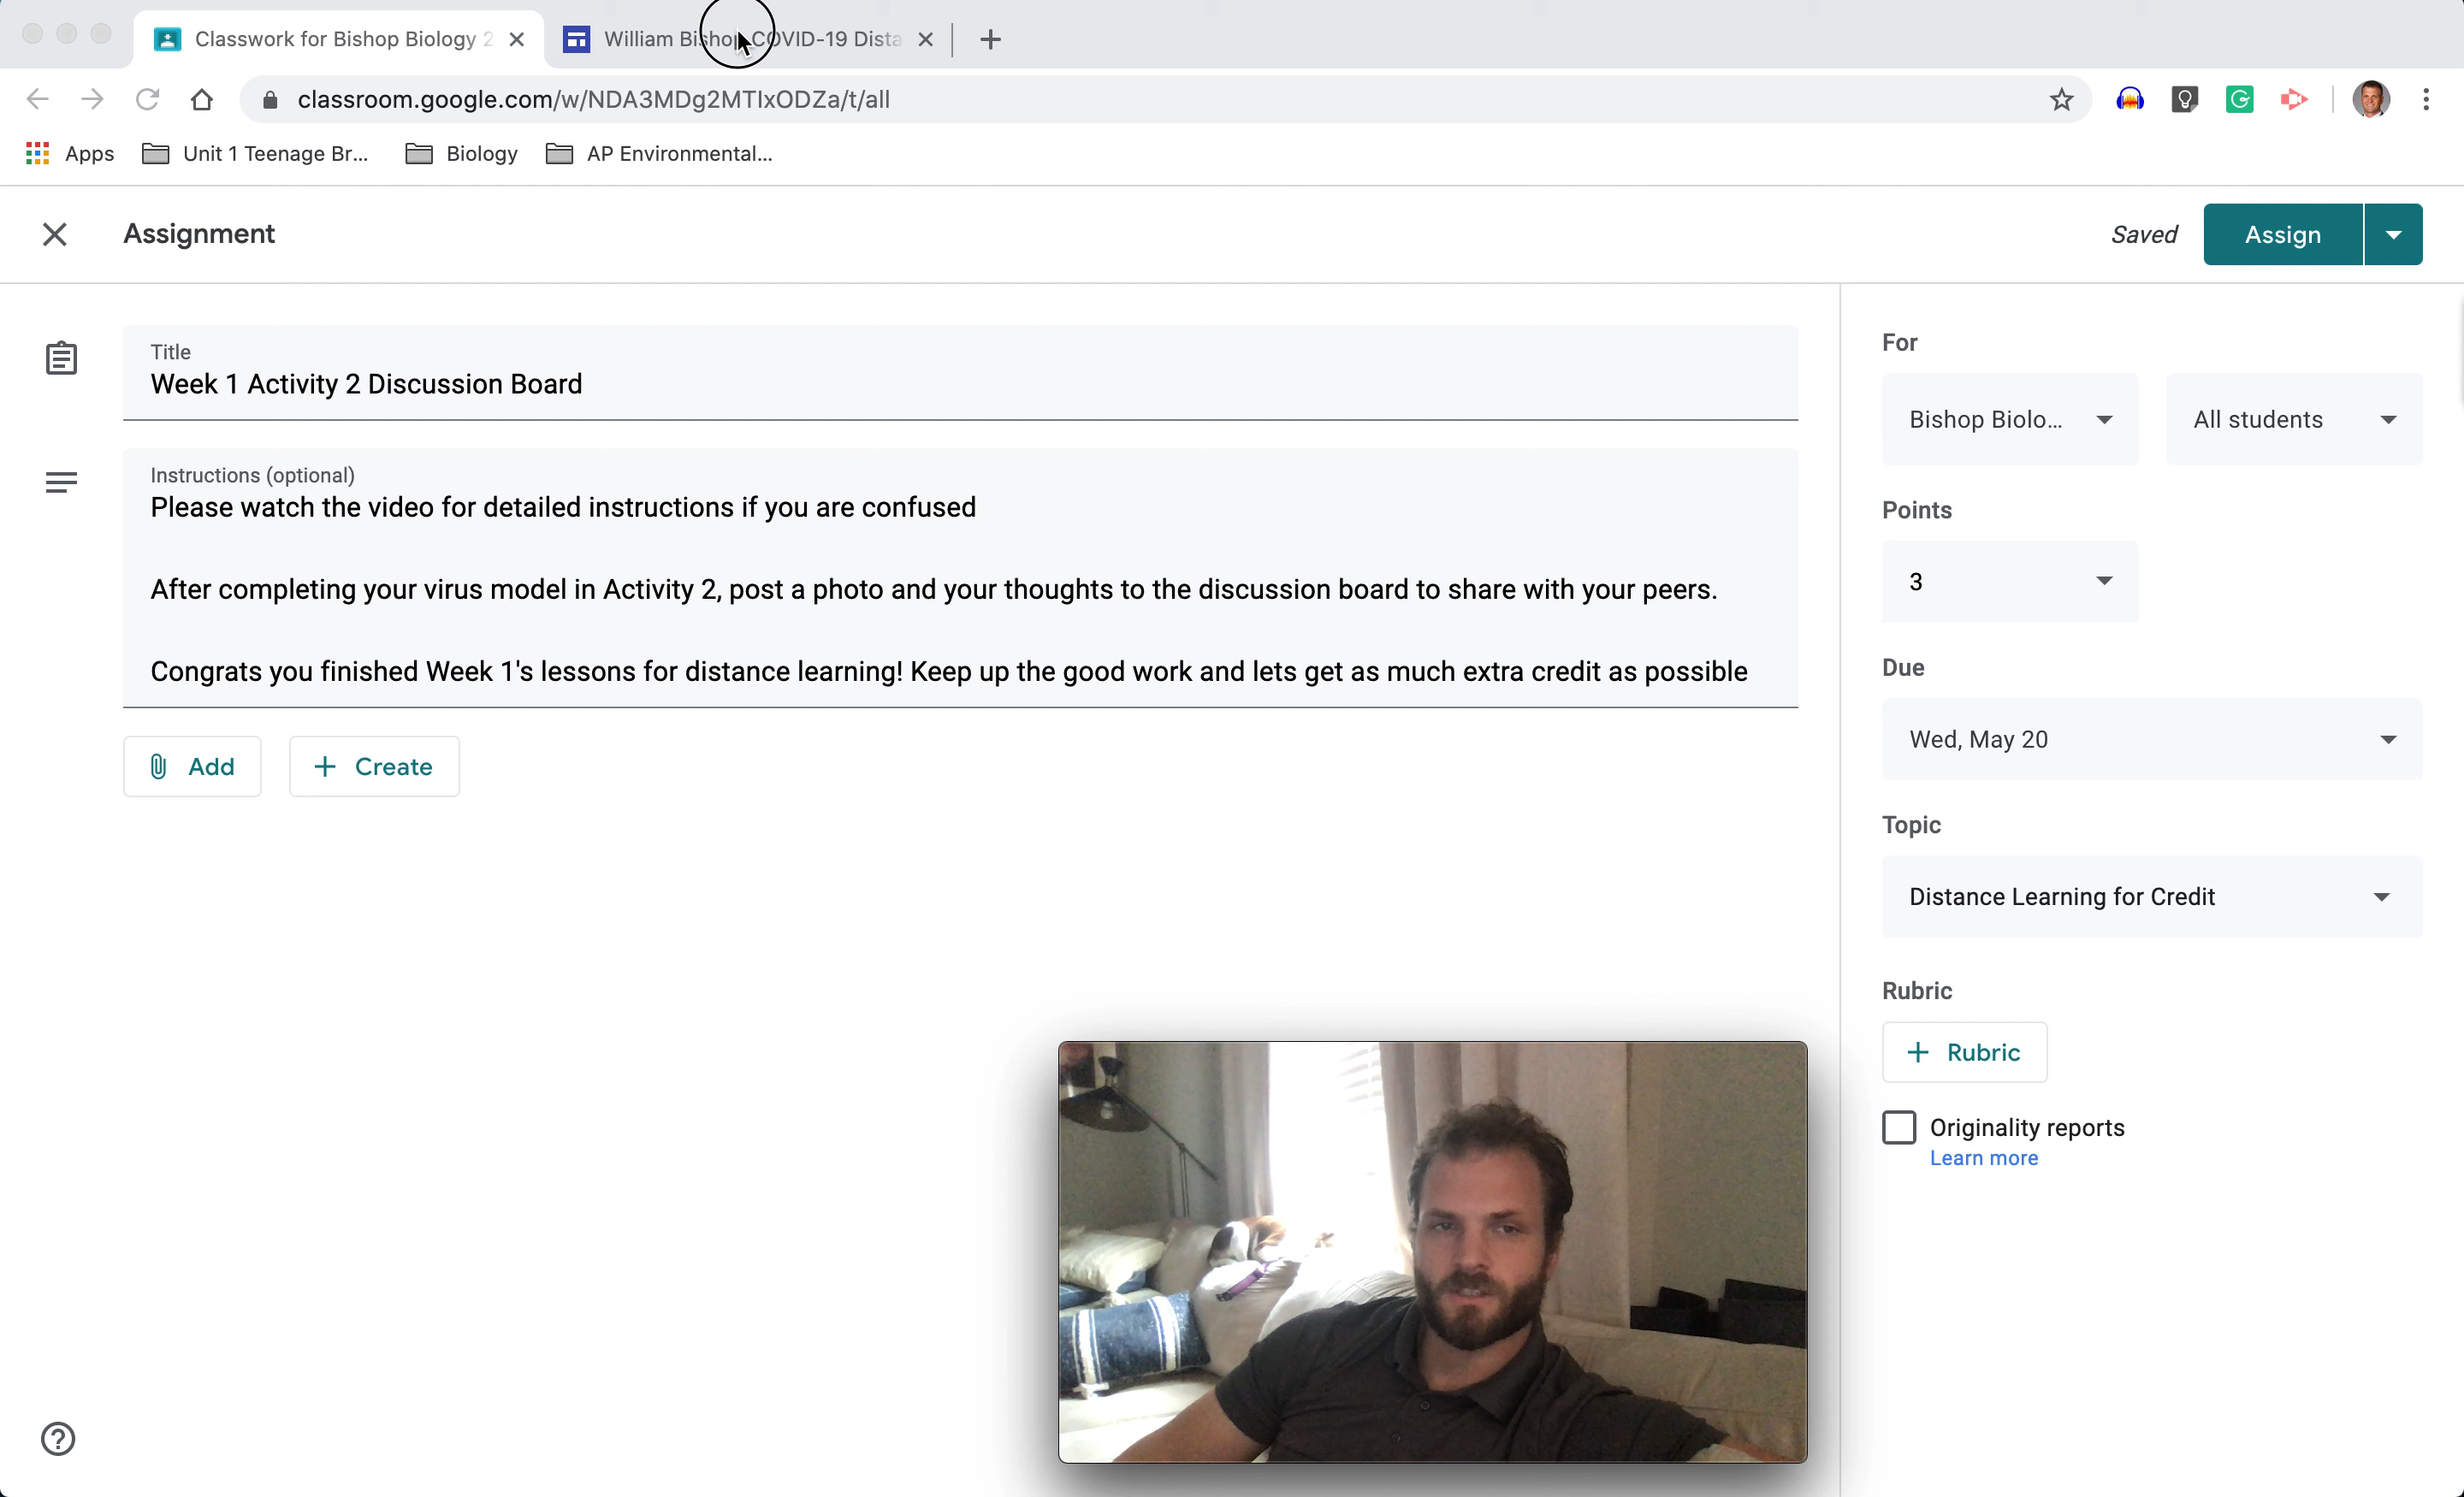 Classwork for Bishop Biology 2
William Bishop COVID-19 Dista
classroom.google.com/w/NDA3MDg2MTIxODZa/t/all
Apps
Unit 1 Teenage Br...
Biology
AP Environmental...
Assignment
Saved
Assign
Title
Week 1 Activity 2 Discussion Board
Instructions (optional)
Please watch the video for detailed instructions if you are confused
After completing your virus model in Activity 2, post a photo and your thoughts to the discussion board to share with your peers.
Congrats you finished Week 1's lessons for distance learning! Keep up the good work and lets get as much extra credit as possible
Add
Create
For
Bishop Biolo...
All students
Points
3
Due
Wed, May 20
Topic
Distance Learning for Credit
Rubric
Rubric
Originality reports
Learn more